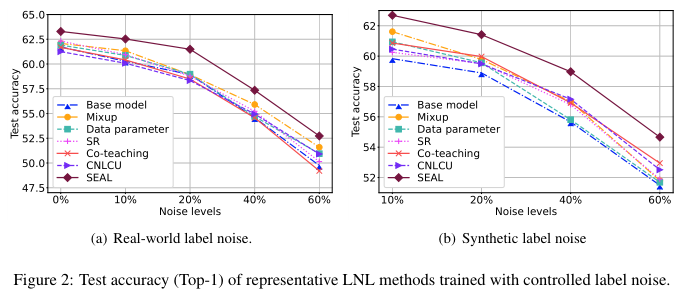 65.0
62.5
60.0
57.5
55.0
52.5
50.0
47.5
Test accuracy
Base model
Mixup
Data parameter
SR
Co-teaching
CNLCU
SEAL
0% 10% 20% 40% 60%
Noise levels
(a) Real-world label noise.
62
60
58
56
54
52
Test accuracy
Base model
Mixup
Data parameter
SR
Co-teaching
CNLCU
SEAL
10% 20% 40% 60%
Noise levels
(b) Synthetic label noise
Figure 2: Test accuracy (Top-1) of representative LNL methods trained with controlled label noise.